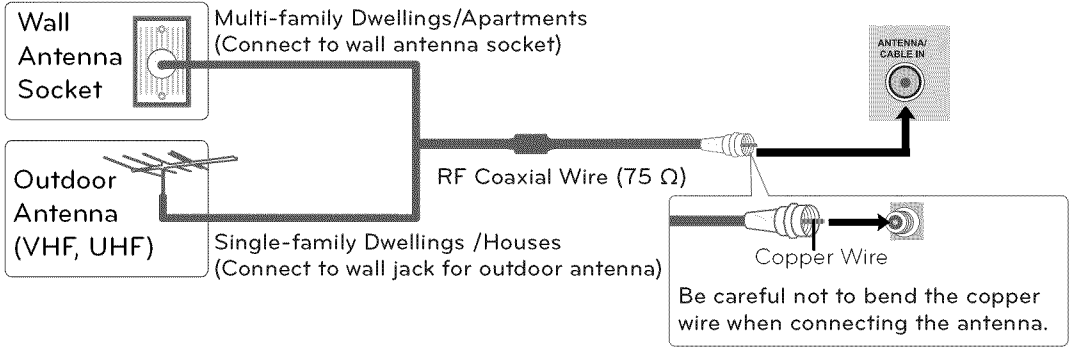 Wall
Antenna
Socket
Multi-family Dwellings/Apartments
(Connect to wall antenna socket)
ANTENNA/
CABLE IN
RF Coaxial Wire (75 Ω)
Outdoor
Antenna
(VHF, UHF)
Single-family Dwellings /Houses
(Connect to wall jack for outdoor antenna)
Copper Wire
Be careful not to bend the copper
wire when connecting the antenna.